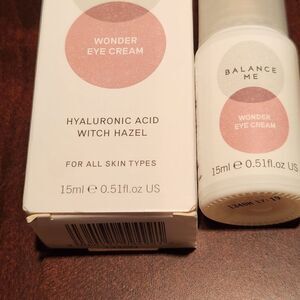 WONDER
EYE CREAM
HYALURONIC ACID
WITCH HAZEL
FOR ALL SKIN TYPES
15ml e 0.51fl.oz US
BALANCE
ME
WONDER
EYE CREAM
15ml e 0.51fl.oz US